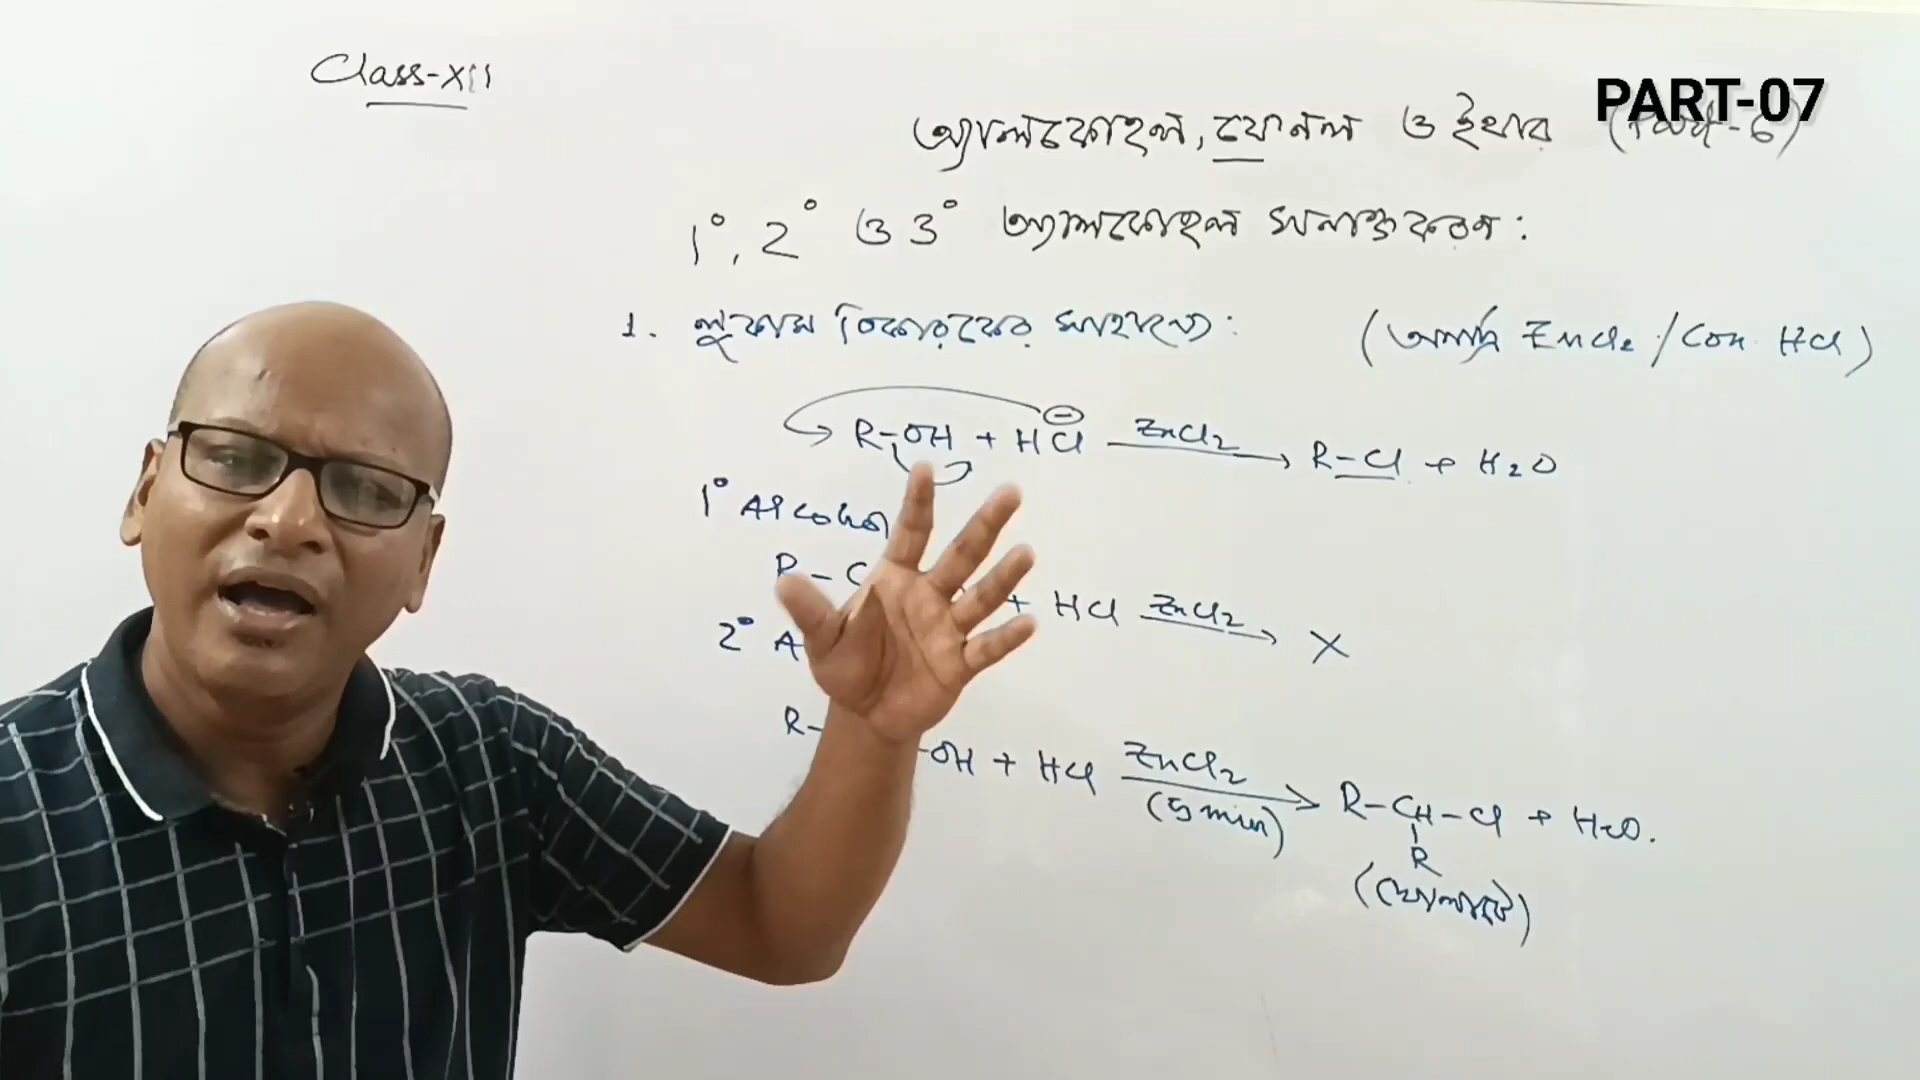 Class-XII
PART-07
অ্যালকোহল, ফেনল ও ইথার (Part-6)
1°, 2° ও 3° অ্যালকোহল সনাক্তকরণ :
1. লুকাস বিকারকের সাহায্যে : (অনার্দ্র ZnCl₂ / Con HCl)
R-OH + HCl ⊖ ZnCl₂ → R-Cl + H₂O
1° Alcohol
R - C + HCl ZnCl₂ → X
2° A
R- -OH + HCl ZnCl₂ (5 min) → R-CH-Cl + H₂O.
R
(ঘোলাটে)